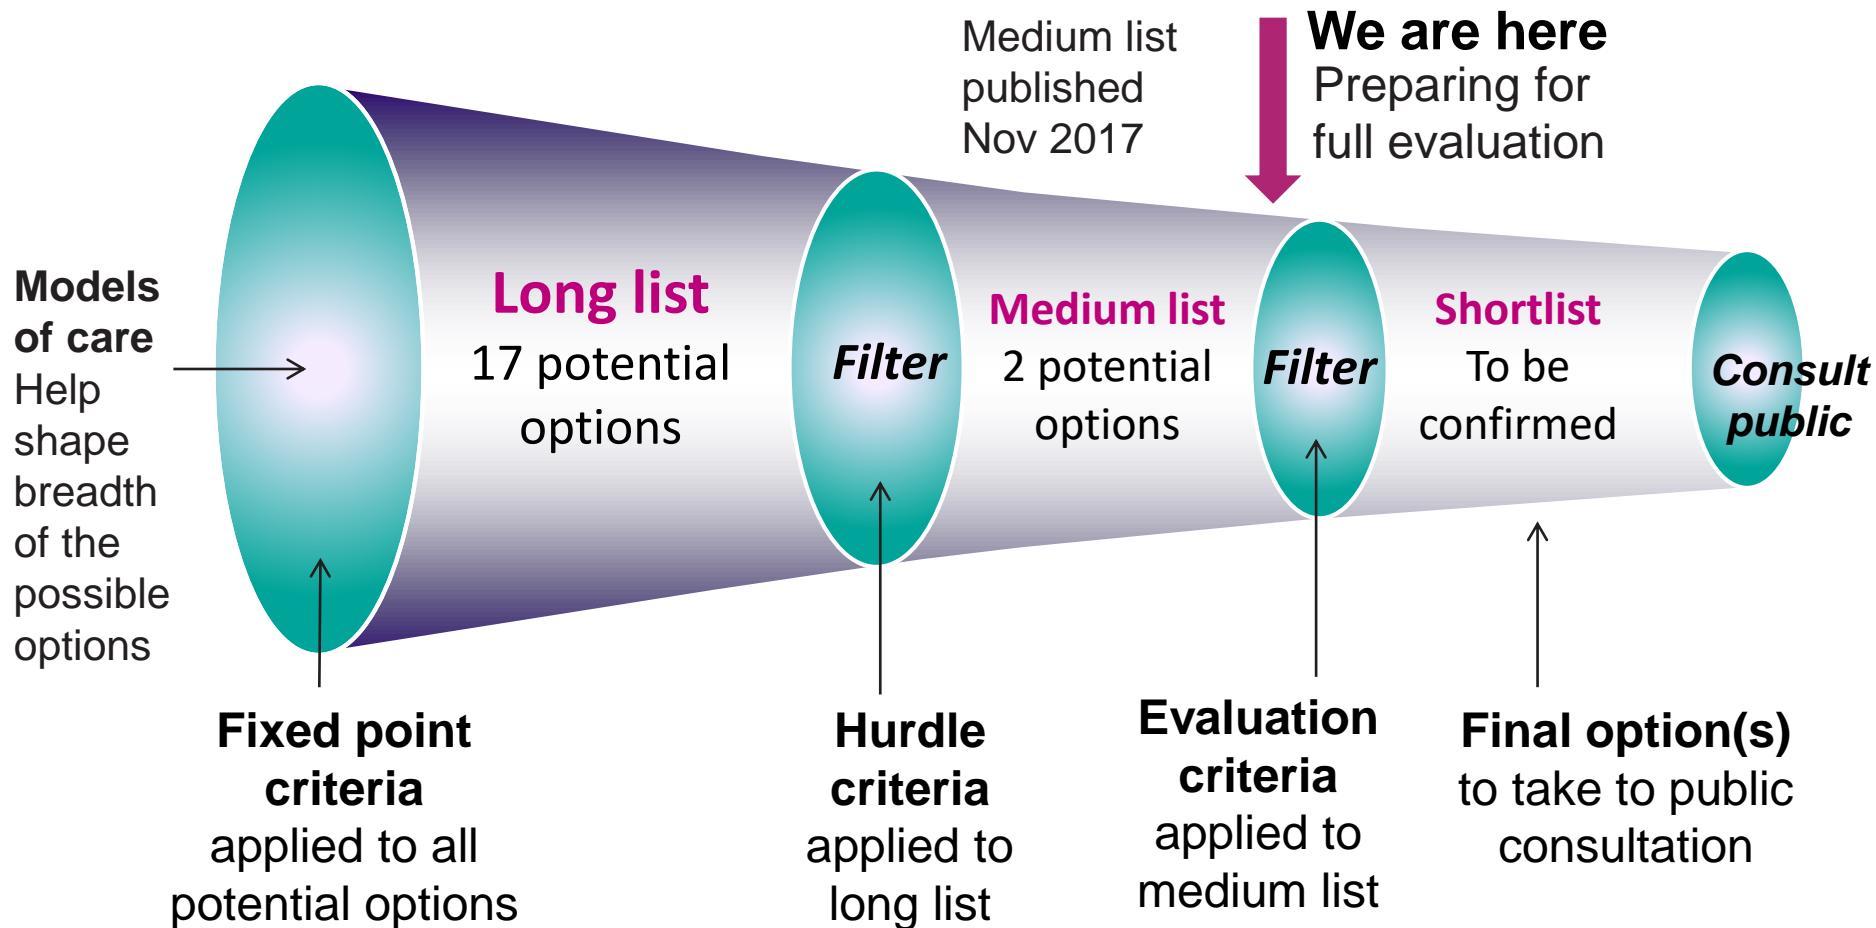 Medium list
published
Nov 2017
We are here
Preparing for
full evaluation
Models
of care
Help
shape
breadth
of the
possible
options
Long list
17 potential
options
Filter
Medium list
2 potential
options
Filter
Shortlist
To be
confirmed
Consult
public
Fixed point
criteria
applied to all
potential options
Hurdle
criteria
applied to
long list
Evaluation
criteria
applied to
medium list
Final option(s)
to take to public
consultation